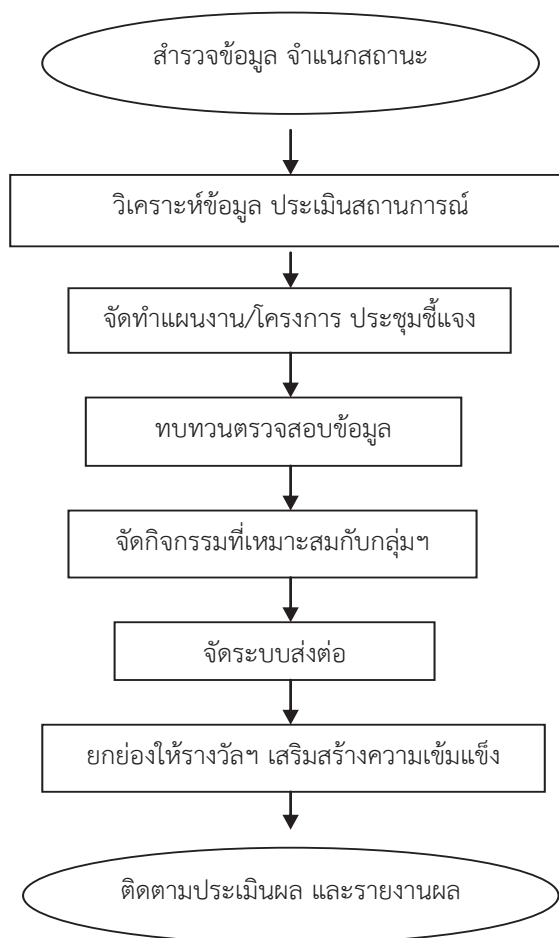 สำรวจข้อมูล จำแนกสถานะ
วิเคราะห์ข้อมูล ประเมินสถานการณ์
จัดทำแผนงาน/โครงการ ประชุมชี้แจง
ทบทวนตรวจสอบข้อมูล
จัดกิจกรรมที่เหมาะสมกับกลุ่มฯ
จัดระบบส่งต่อ
ยกย่องให้รางวัลฯ เสริมสร้างความเข้มแข็ง
ติดตามประเมินผล และรายงานผล